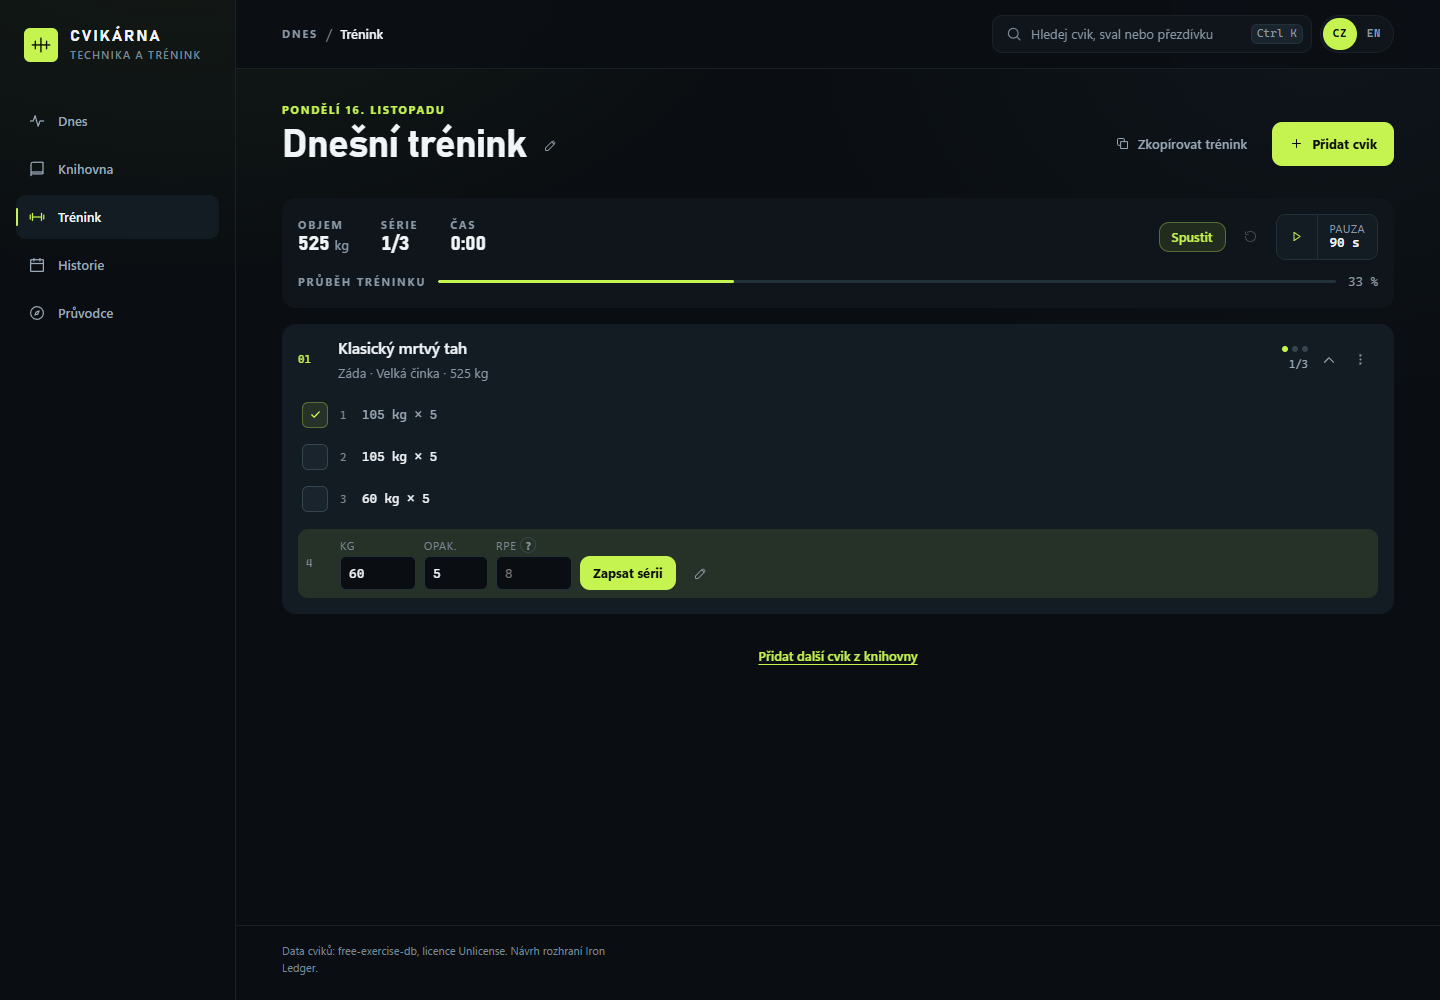 CVIKÁRNA
TECHNIKA A TRÉNINK
Dnes
Knihovna
Trénink
Historie
Průvodce
DNES / Trénink
Hledej cvik, sval nebo přezdívku Ctrl K
CZ EN
PONDĚLÍ 16. LISTOPADU
Dnešní trénink
Zkopírovat trénink
+ Přidat cvik
OBJEM SÉRIE ČAS
525 kg 1/3 0:00
Spustit
PAUZA
90 s
PRŮBĚH TRÉNINKU 33 %
01 Klasický mrtvý tah
Záda · Velká činka · 525 kg
1/3
1 105 kg × 5
2 105 kg × 5
3 60 kg × 5
KG OPAK. RPE ?
4 60 5 8 Zapsat sérii
Přidat další cvik z knihovny
Data cviků: free-exercise-db, licence Unlicense. Návrh rozhraní Iron
Ledger.